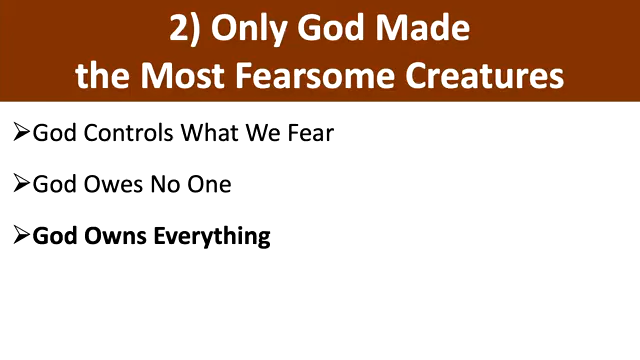 2) Only God Made
the Most Fearsome Creatures
➢God Controls What We Fear
➢God Owes No One
➢God Owns Everything